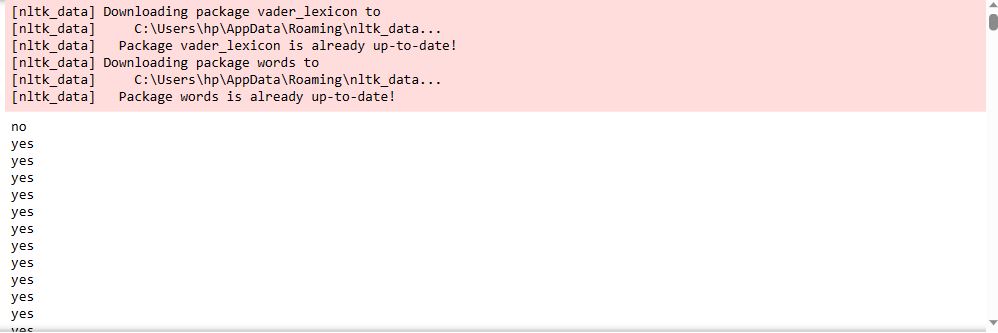 [nltk_data] Downloading package vader_lexicon to
[nltk_data]     C:\Users\hp\AppData\Roaming\nltk_data...
[nltk_data]   Package vader_lexicon is already up-to-date!
[nltk_data] Downloading package words to
[nltk_data]     C:\Users\hp\AppData\Roaming\nltk_data...
[nltk_data]   Package words is already up-to-date!
no
yes
yes
yes
yes
yes
yes
yes
yes
yes
yes
yes
yes